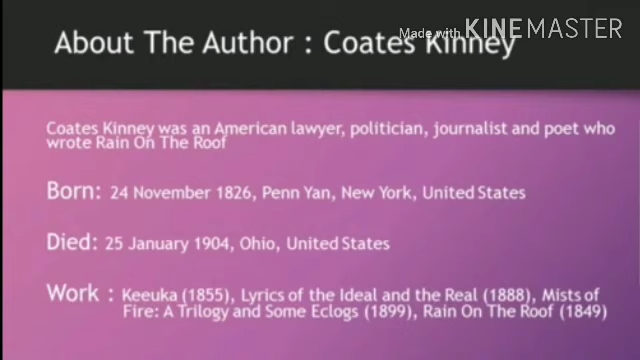 Made with KINEMASTER
About The Author : Coates Kinney
Coates Kinney was an American lawyer, politician, journalist and poet who
wrote Rain On The Roof
Born: 24 November 1826, Penn Yan, New York, United States
Died: 25 January 1904, Ohio, United States
Work : Keeuka (1855), Lyrics of the Ideal and the Real (1888), Mists of
Fire: A Trilogy and Some Eclogs (1899), Rain On The Roof (1849)